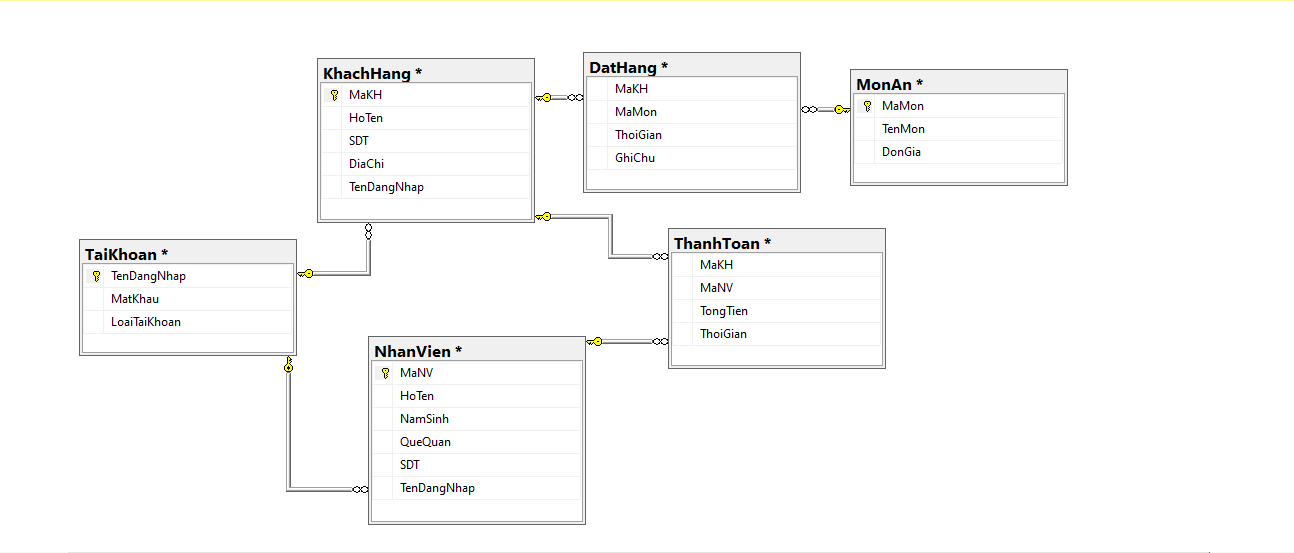 KhachHang *
MaKH
HoTen
SDT
DiaChi
TenDangNhap
DatHang *
MaKH
MaMon
ThoiGian
GhiChu
MonAn *
MaMon
TenMon
DonGia
TaiKhoan *
TenDangNhap
MatKhau
LoaiTaiKhoan
ThanhToan *
MaKH
MaNV
TongTien
ThoiGian
NhanVien *
MaNV
HoTen
NamSinh
QueQuan
SDT
TenDangNhap